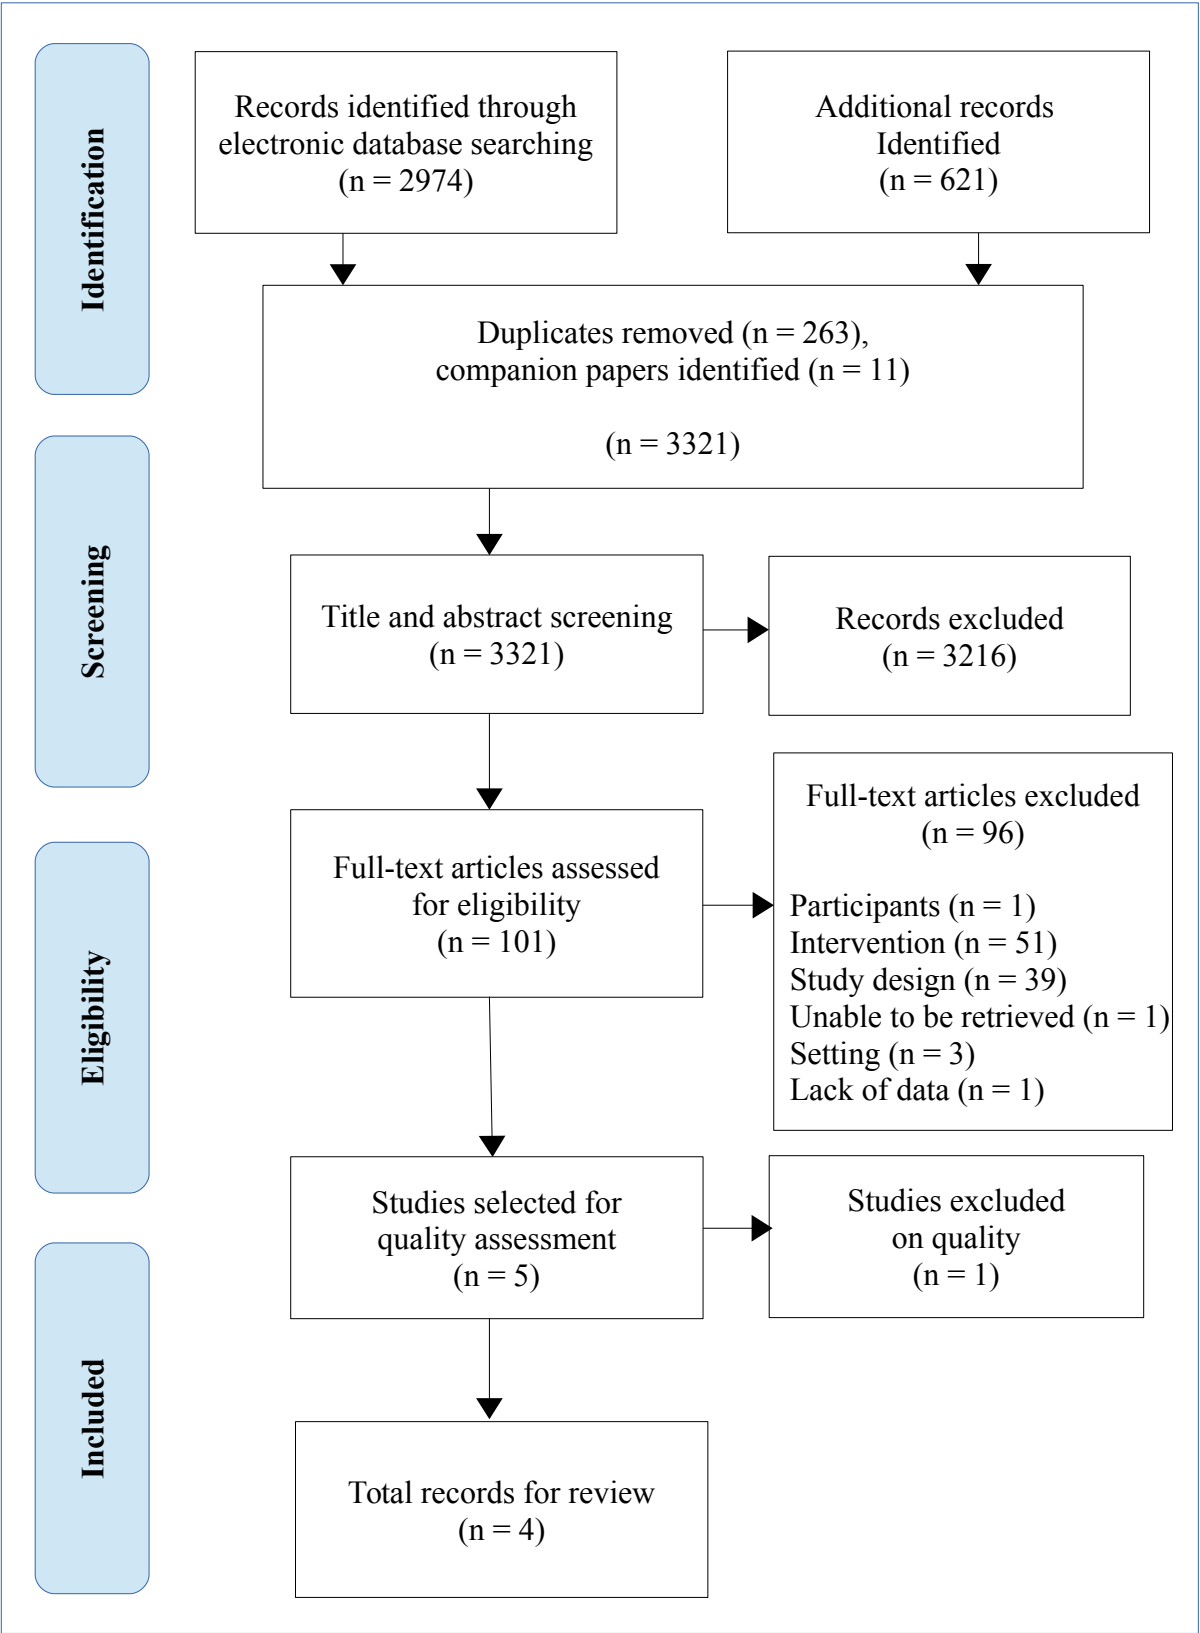 Identification
Records identified through
electronic database searching
(n = 2974)
Additional records
Identified
(n = 621)
Duplicates removed (n = 263),
companion papers identified (n = 11)
(n = 3321)
Screening
Title and abstract screening
(n = 3321)
Records excluded
(n = 3216)
Eligibility
Full-text articles assessed
for eligibility
(n = 101)
Full-text articles excluded
(n = 96)
Participants (n = 1)
Intervention (n = 51)
Study design (n = 39)
Unable to be retrieved (n = 1)
Setting (n = 3)
Lack of data (n = 1)
Studies selected for
quality assessment
(n = 5)
Studies excluded
on quality
(n = 1)
Included
Total records for review
(n = 4)